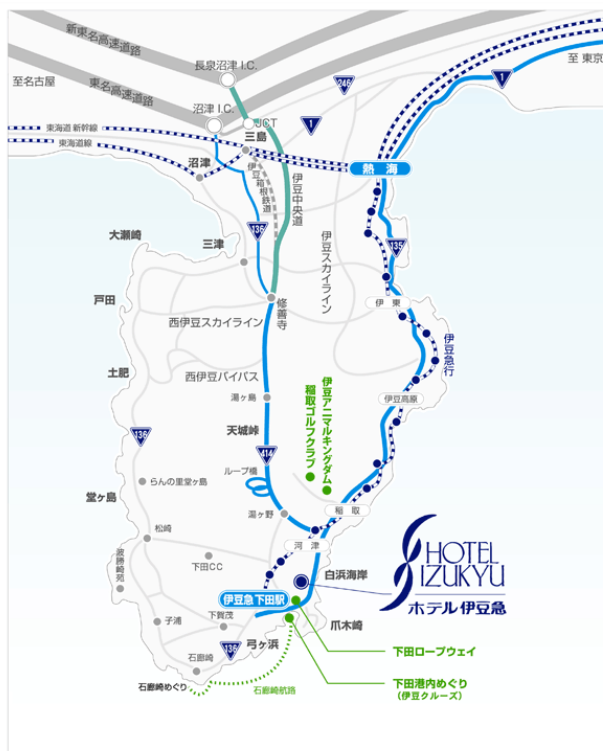 新東名高速道路
長泉沼津 I.C.
246
1
至 東京
至名古屋
東名高速道路
沼津 I.C.
JCT
1
東海道 新幹線
三島
東海道線
熱 海
沼津
伊豆箱根鉄道
伊豆中央道
136
大瀬崎
三津
伊豆スカイライン
135
戸田
修善寺
伊 東
西伊豆スカイライン
伊豆急行
土肥
西伊豆バイパス
伊豆アニマルキングダム
稲取ゴルフクラブ
湯ヶ島
伊豆高原
136
天城峠
414
ループ橋
らんの里堂ヶ島
堂ヶ島
湯ヶ野
稲 取
松崎
河 津
HOTEL
IZUKYU
ホテル伊豆急
波勝崎苑
下田CC
白浜海岸
伊豆急下田駅
子浦
下賀茂
爪木崎
弓ヶ浜
136
下田ロープウェイ
石廊崎
石廊崎めぐり
石廊崎航路
下田港内めぐり
(伊豆クルーズ)